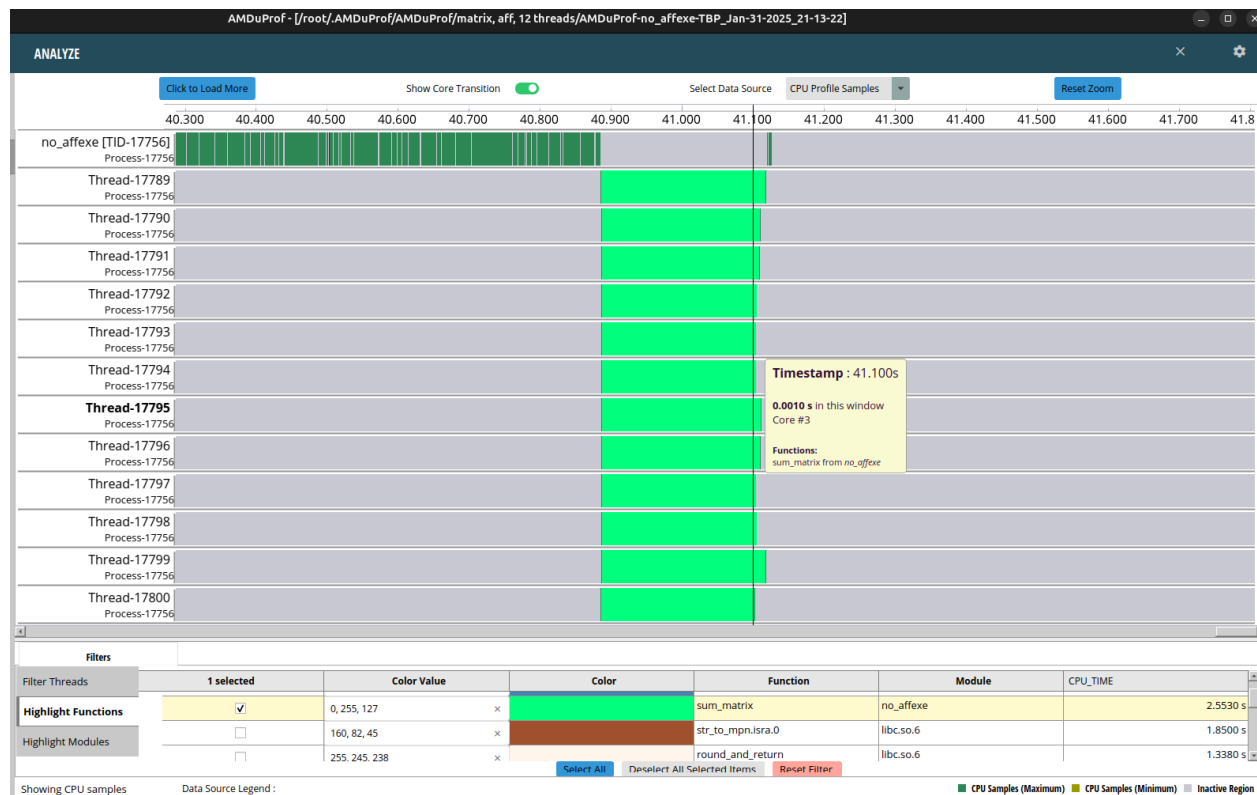 AMDuProf - [/root/.AMDuProf/AMDuProf/matrix, aff, 12 threads/AMDuProf-no_affexe-TBP_Jan-31-2025_21-13-22]
ANALYZE
Click to Load More Show Core Transition Select Data Source CPU Profile Samples Reset Zoom
40.300 40.400 40.500 40.600 40.700 40.800 40.900 41.000 41.100 41.200 41.300 41.400 41.500 41.600 41.700 41.8
no_affexe [TID-17756]
Process-17756
Thread-17789
Process-17756
Thread-17790
Process-17756
Thread-17791
Process-17756
Thread-17792
Process-17756
Thread-17793
Process-17756
Thread-17794
Process-17756
Thread-17795
Process-17756
Thread-17796
Process-17756
Thread-17797
Process-17756
Thread-17798
Process-17756
Thread-17799
Process-17756
Thread-17800
Process-17756
Timestamp : 41.100s
0.0010 s in this window
Core #3
Functions:
sum_matrix from no_affexe
Filters
Filter Threads
Highlight Functions
Highlight Modules
1 selected Color Value Color Function Module CPU_TIME
0, 255, 127 × sum_matrix no_affexe 2.5530 s
160, 82, 45 × str_to_mpn.isra.0 libc.so.6 1.8500 s
255, 245, 238 × round_and_return libc.so.6 1.3380 s
Select All Deselect All Selected Items Reset Filter
Showing CPU samples Data Source Legend : CPU Samples (Maximum) CPU Samples (Minimum) Inactive Region